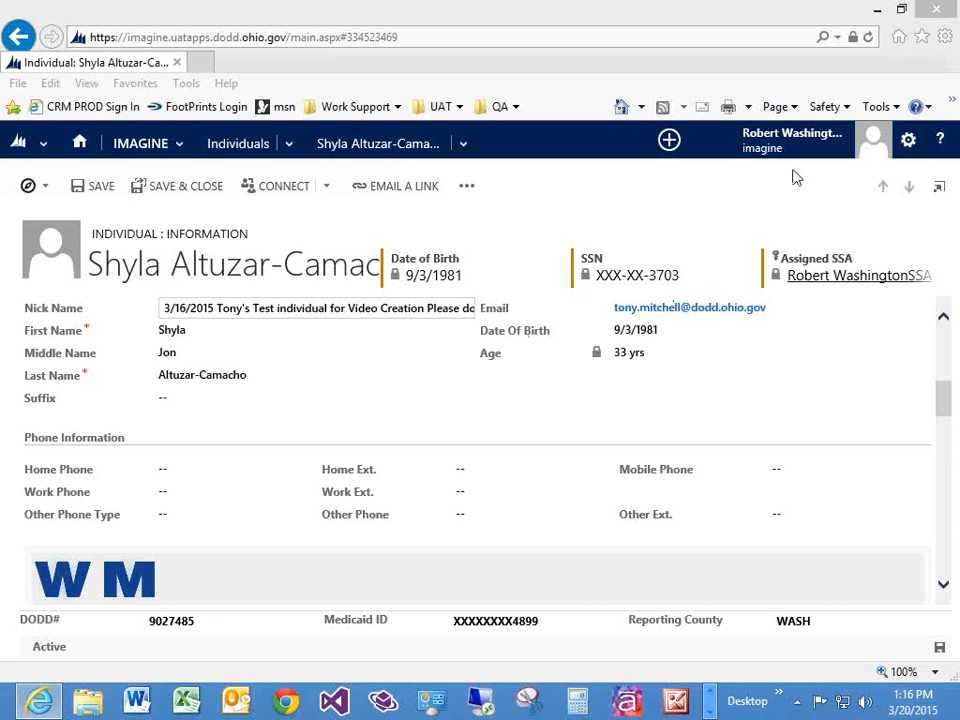 https://imagine.uatapps.dodd.ohio.gov/main.aspx#334523469
Individual: Shyla Altuzar-Ca...
File Edit View Favorites Tools Help
CRM PROD Sign In FootPrints Login msn Work Support UAT QA Page Safety Tools
IMAGINE Individuals Shyla Altuzar-Cama... Robert Washingt...
imagine
SAVE SAVE & CLOSE CONNECT EMAIL A LINK
INDIVIDUAL : INFORMATION
Shyla Altuzar-Camac
Date of Birth
9/3/1981
SSN
XXX-XX-3703
Assigned SSA
Robert WashingtonSSA
Nick Name 3/16/2015 Tony's Test individual for Video Creation Please do Email tony.mitchell@dodd.ohio.gov
First Name* Shyla Date Of Birth 9/3/1981
Middle Name Jon Age 33 yrs
Last Name* Altuzar-Camacho
Suffix --
Phone Information
Home Phone -- Home Ext. -- Mobile Phone --
Work Phone -- Work Ext. --
Other Phone Type -- Other Phone -- Other Ext. --
W M
DODD# 9027485 Medicaid ID XXXXXXXX4899 Reporting County WASH
Active
100%
Desktop
1:16 PM
3/20/2015